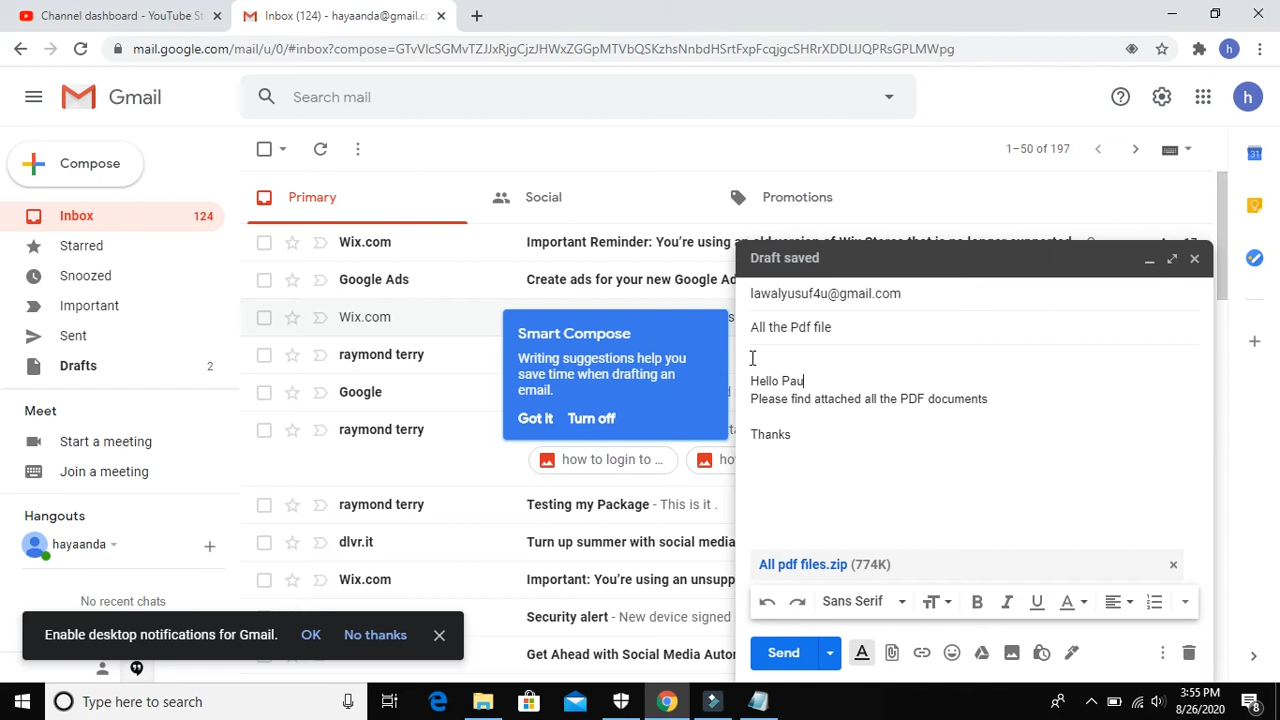 Channel dashboard - YouTube St
Inbox (124) - hayaanda@gmail.co
mail.google.com/mail/u/0/#inbox?compose=GTvVlcSGMvTZJJxRjgCjzJHWxZGGpMTVbQSKzhsNnbdHSrtFxpFcqjgcSHRrXDDLIJQPRsGPLMWpg
h
Gmail
Search mail
h
Compose
1–50 of 197
31
Primary
Social
Promotions
Inbox 124
Starred
Snoozed
Important
Sent
Drafts 2
Meet
Start a meeting
Join a meeting
Hangouts
hayaanda
No recent chats
Wix.com
Important Reminder: You're using an old version of Wix Stores that is no longer supported
Google Ads
Create ads for your new Google Ad
Wix.com
raymond terry
Google
raymond terry
how to login to ...
raymond terry
Testing my Package - This is it .
dlvr.it
Turn up summer with social media
Wix.com
Important: You're using an unsupp
Security alert - New device signed
Get Ahead with Social Media Autor
Smart Compose
Writing suggestions help you
save time when drafting an
email.
Got it Turn off
Draft saved
lawalyusuf4u@gmail.com
All the Pdf file
Hello Pau
Please find attached all the PDF documents
Thanks
All pdf files.zip (774K)
Sans Serif
Send
Enable desktop notifications for Gmail. OK No thanks
Type here to search
3:55 PM
8/26/2020
8